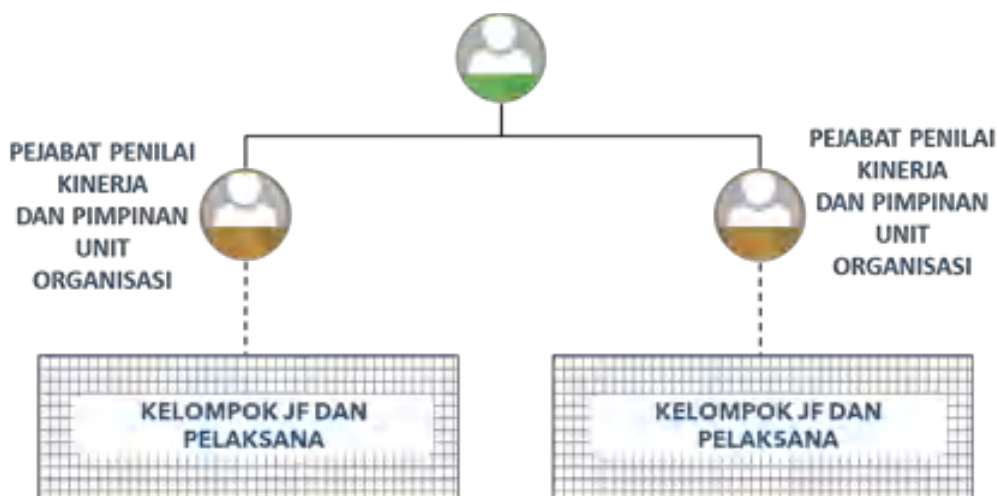 PEJABAT PENILAI
KINERJA
DAN PIMPINAN
UNIT
ORGANISASI
PEJABAT PENILAI
KINERJA
DAN PIMPINAN
UNIT
ORGANISASI
KELOMPOK JF DAN
PELAKSANA
KELOMPOK JF DAN
PELAKSANA